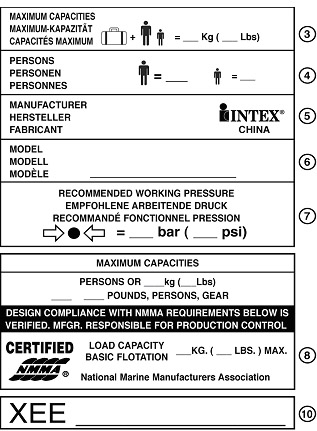 MAXIMUM CAPACITIES
MAXIMUM-KAPAZITÄT
CAPACITÉS MAXIMUM
+ = ___ Kg ( ___ Lbs)
3
PERSONS
PERSONEN
PERSONNES
= ___ = ___
4
MANUFACTURER
HERSTELLER
FABRICANT
INTEX®
CHINA
5
MODEL
MODELL
MODÈLE ___
6
RECOMMENDED WORKING PRESSURE
EMPFOHLENE ARBEITENDE DRUCK
RECOMMANDÉ FONCTIONNEL PRESSION
= ___ bar ( ___ psi)
7
MAXIMUM CAPACITIES
PERSONS OR ___kg (___Lbs)
___ ___ POUNDS, PERSONS, GEAR
DESIGN COMPLIANCE WITH NMMA REQUIREMENTS BELOW IS
VERIFIED. MFGR. RESPONSIBLE FOR PRODUCTION CONTROL
CERTIFIED
NMMA®
LOAD CAPACITY
BASIC FLOTATION ___KG. ( ___ LBS. ) MAX.
National Marine Manufacturers Association
8
XEE ___
10